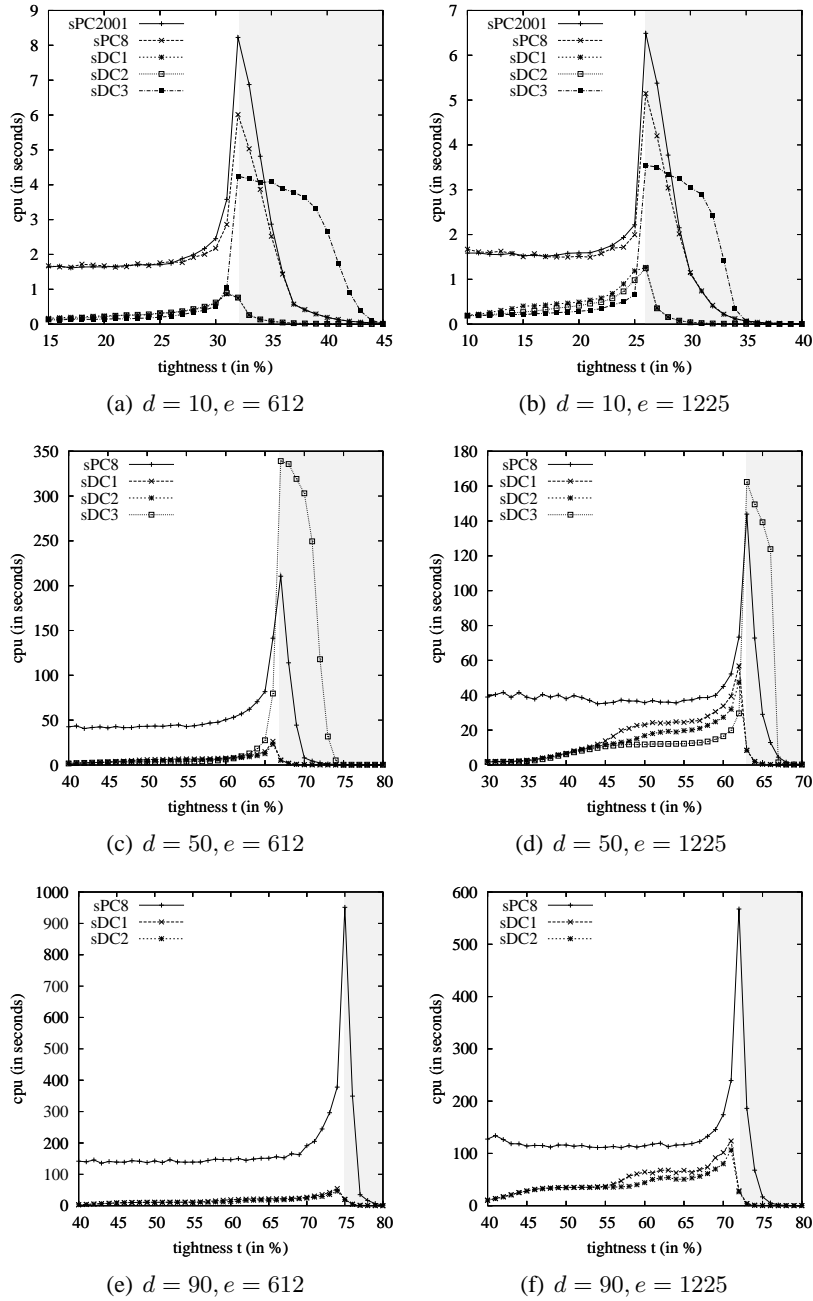 sPC2001
sPC8
sDC1
sDC2
sDC3
cpu (in seconds)
9
8
7
6
5
4
3
2
1
0
15 20 25 30 35 40 45
tightness t (in %)
(a) d = 10, e = 612
sPC2001
sPC8
sDC1
sDC2
sDC3
cpu (in seconds)
7
6
5
4
3
2
1
0
10 15 20 25 30 35 40
tightness t (in %)
(b) d = 10, e = 1225
sPC8
sDC1
sDC2
sDC3
cpu (in seconds)
350
300
250
200
150
100
50
0
40 45 50 55 60 65 70 75 80
tightness t (in %)
(c) d = 50, e = 612
sPC8
sDC1
sDC2
sDC3
cpu (in seconds)
180
160
140
120
100
80
60
40
20
0
30 35 40 45 50 55 60 65 70
tightness t (in %)
(d) d = 50, e = 1225
sPC8
sDC1
sDC2
cpu (in seconds)
1000
900
800
700
600
500
400
300
200
100
0
40 45 50 55 60 65 70 75 80
tightness t (in %)
(e) d = 90, e = 612
sPC8
sDC1
sDC2
cpu (in seconds)
600
500
400
300
200
100
0
40 45 50 55 60 65 70 75 80
tightness t (in %)
(f) d = 90, e = 1225